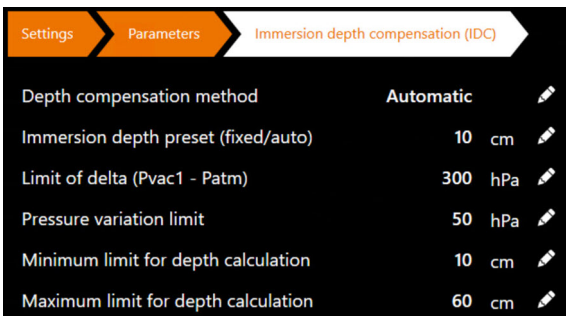 Settings Parameters Immersion depth compensation (IDC)
Depth compensation method Automatic
Immersion depth preset (fixed/auto) 10 cm
Limit of delta (Pvac1 - Patm) 300 hPa
Pressure variation limit 50 hPa
Minimum limit for depth calculation 10 cm
Maximum limit for depth calculation 60 cm